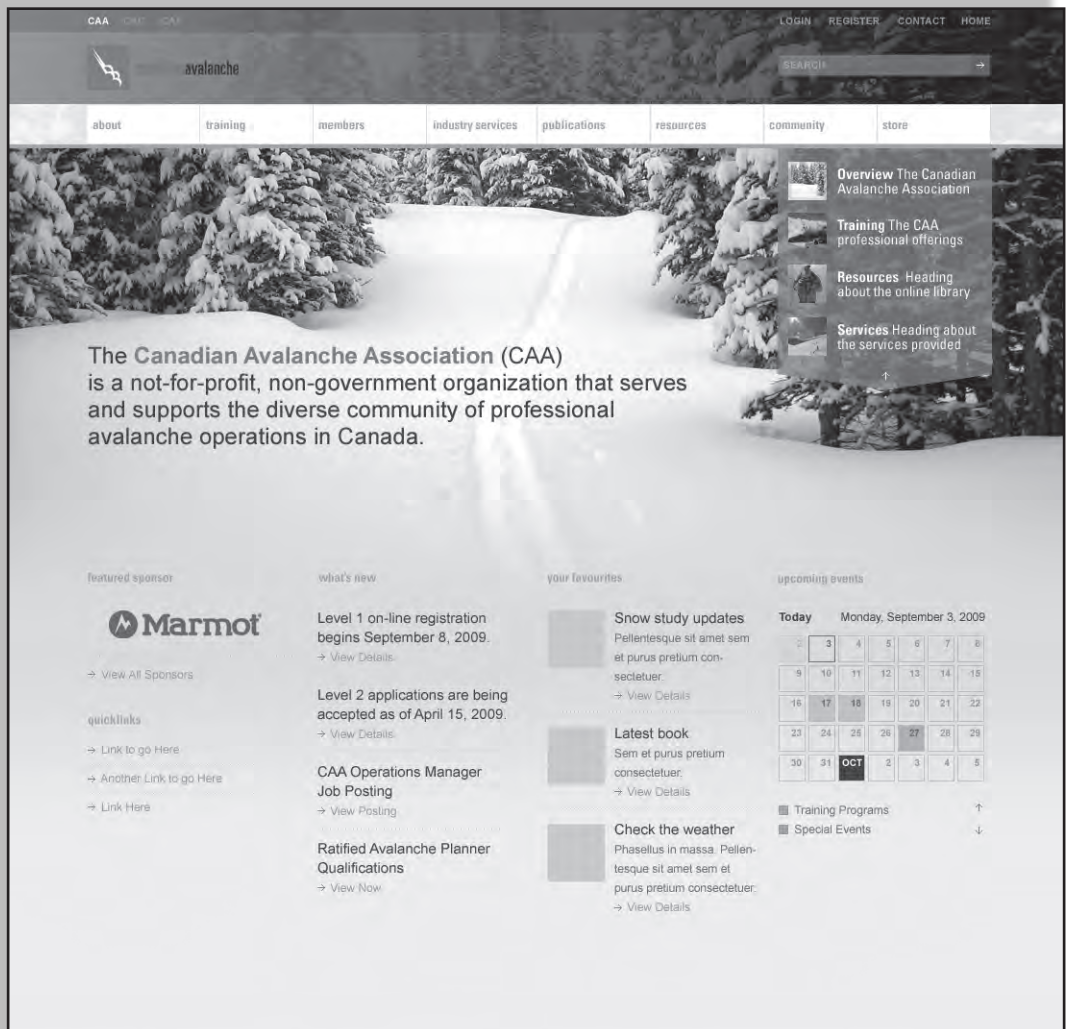 CAA
LOGIN REGISTER CONTACT HOME
avalanche
SEARCH →
about training members industry services publications resources community store
Overview The Canadian
Avalanche Association
Training The CAA
professional offerings
Resources Heading
about the online library
Services Heading about
the services provided
↑
The Canadian Avalanche Association (CAA)
is a not-for-profit, non-government organization that serves
and supports the diverse community of professional
avalanche operations in Canada.
featured sponsor
Marmot
→ View All Sponsors
quicklinks
→ Link to go Here
→ Another Link to go Here
→ Link Here
what's new
Level 1 on-line registration
begins September 8, 2009.
→ View Details
Level 2 applications are being
accepted as of April 15, 2009.
→ View Details
CAA Operations Manager
Job Posting
→ View Posting
Ratified Avalanche Planner
Qualifications
→ View Now
your favourites
Snow study updates
Pellentesque sit amet sem
et purus pretium con-
sectetuer.
→ View Details
Latest book
Sem et purus pretium
consectetuer.
→ View Details
Check the weather
Phasellus in massa. Pellen-
tesque sit amet sem et
purus pretium consectetuer.
→ View Details
upcoming events
Today Monday, September 3, 2009
2 3 4 5 6 7 8
9 10 11 12 13 14 15
16 17 18 19 20 21 22
23 24 25 26 27 28 29
30 31 OCT 2 3 4 5
Training Programs ↑
Special Events ↓